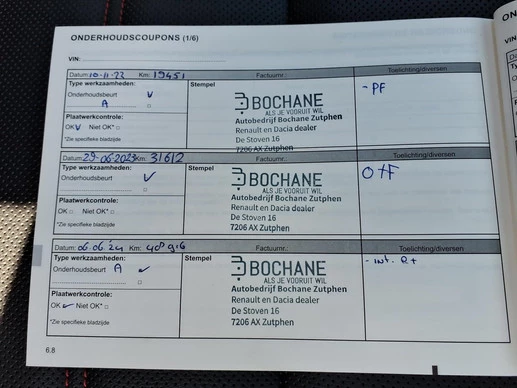 ONDERHOUDSCOUPONS (1/6)
VIN:
Datum: 10.11.22 Km: 19451 Factuurnr.: Toelichting/diversen
Type werkzaamheden: Stempel
Onderhoudsbeurt V - PF
A
BOCHANE
ALS JE VOORUIT WIL
Autobedrijf Bochane Zutphen
Renault en Dacia dealer
De Stoven 16
7206 AX Zutphen
Plaatwerkcontrole:
OK V Niet OK*
*Zie specifieke bladzijde
Datum: 29.06.2023 Km: 31612 Factuurnr.: Toelichting/diversen
Type werkzaamheden: Stempel
Onderhoudsbeurt
BOCHANE
ALS JE VOORUIT WIL
Autobedrijf Bochane Zutphen
Renault en Dacia dealer
De Stoven 16
7206 AX Zutphen
Plaatwerkcontrole:
OK Niet OK*
*Zie specifieke bladzijde
Datum: 06.06.24 Km: Factuurnr.: Toelichting/diversen
Type werkzaamheden: Stempel
Onderhoudsbeurt A - int.
BOCHANE
ALS JE VOORUIT WIL
Autobedrijf Bochane Zutphen
Renault en Dacia dealer
De Stoven 16
7206 AX Zutphen
Plaatwerkcontrole:
OK Niet OK*
*Zie specifieke bladzijde
6.8